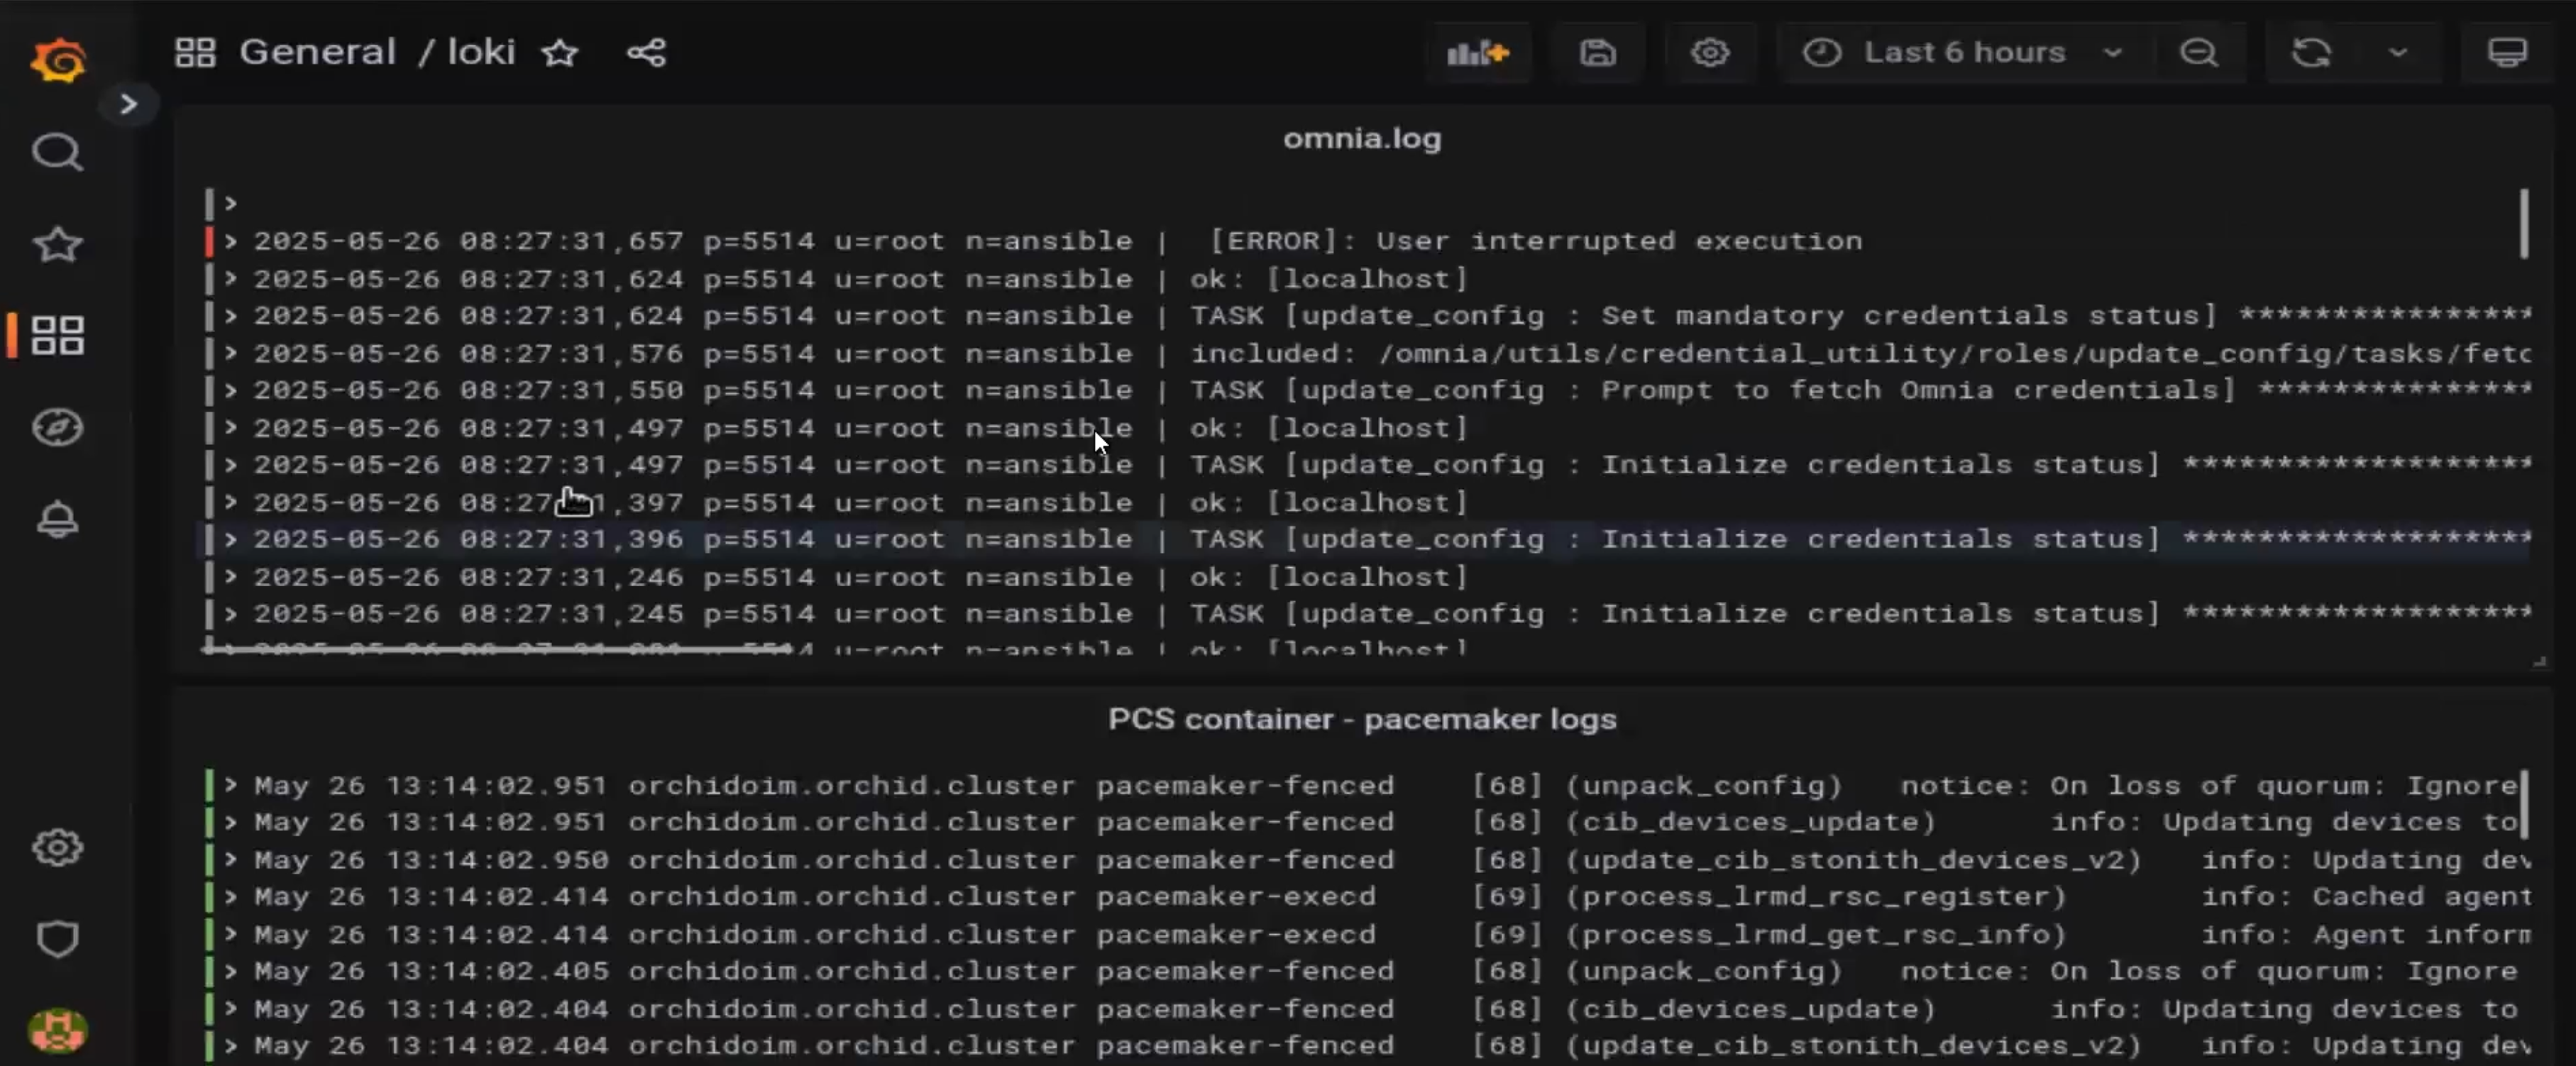 General / loki
Last 6 hours
omnia.log
>
> 2025-05-26 08:27:31,657 p=5514 u=root n=ansible | [ERROR]: User interrupted execution
> 2025-05-26 08:27:31,624 p=5514 u=root n=ansible | ok: [localhost]
> 2025-05-26 08:27:31,624 p=5514 u=root n=ansible | TASK [update_config : Set mandatory credentials status] ****************
> 2025-05-26 08:27:31,576 p=5514 u=root n=ansible | included: /omnia/utils/credential_utility/roles/update_config/tasks/fetc
> 2025-05-26 08:27:31,550 p=5514 u=root n=ansible | TASK [update_config : Prompt to fetch Omnia credentials] ***************
> 2025-05-26 08:27:31,497 p=5514 u=root n=ansible | ok: [localhost]
> 2025-05-26 08:27:31,497 p=5514 u=root n=ansible | TASK [update_config : Initialize credentials status] *******************
> 2025-05-26 08:27:31,397 p=5514 u=root n=ansible | ok: [localhost]
> 2025-05-26 08:27:31,396 p=5514 u=root n=ansible | TASK [update_config : Initialize credentials status] *******************
> 2025-05-26 08:27:31,246 p=5514 u=root n=ansible | ok: [localhost]
> 2025-05-26 08:27:31,245 p=5514 u=root n=ansible | TASK [update_config : Initialize credentials status] *******************
u=root n=ansible | ok: [localhost]
PCS container - pacemaker logs
> May 26 13:14:02.951 orchidoim.orchid.cluster pacemaker-fenced [68] (unpack_config) notice: On loss of quorum: Ignore
> May 26 13:14:02.951 orchidoim.orchid.cluster pacemaker-fenced [68] (cib_devices_update) info: Updating devices to
> May 26 13:14:02.950 orchidoim.orchid.cluster pacemaker-fenced [68] (update_cib_stonith_devices_v2) info: Updating dev
> May 26 13:14:02.414 orchidoim.orchid.cluster pacemaker-execd [69] (process_lrmd_rsc_register) info: Cached agent
> May 26 13:14:02.414 orchidoim.orchid.cluster pacemaker-execd [69] (process_lrmd_get_rsc_info) info: Agent inform
> May 26 13:14:02.405 orchidoim.orchid.cluster pacemaker-fenced [68] (unpack_config) notice: On loss of quorum: Ignore
> May 26 13:14:02.404 orchidoim.orchid.cluster pacemaker-fenced [68] (cib_devices_update) info: Updating devices to
> May 26 13:14:02.404 orchidoim.orchid.cluster pacemaker-fenced [68] (update_cib_stonith_devices_v2) info: Updating dev